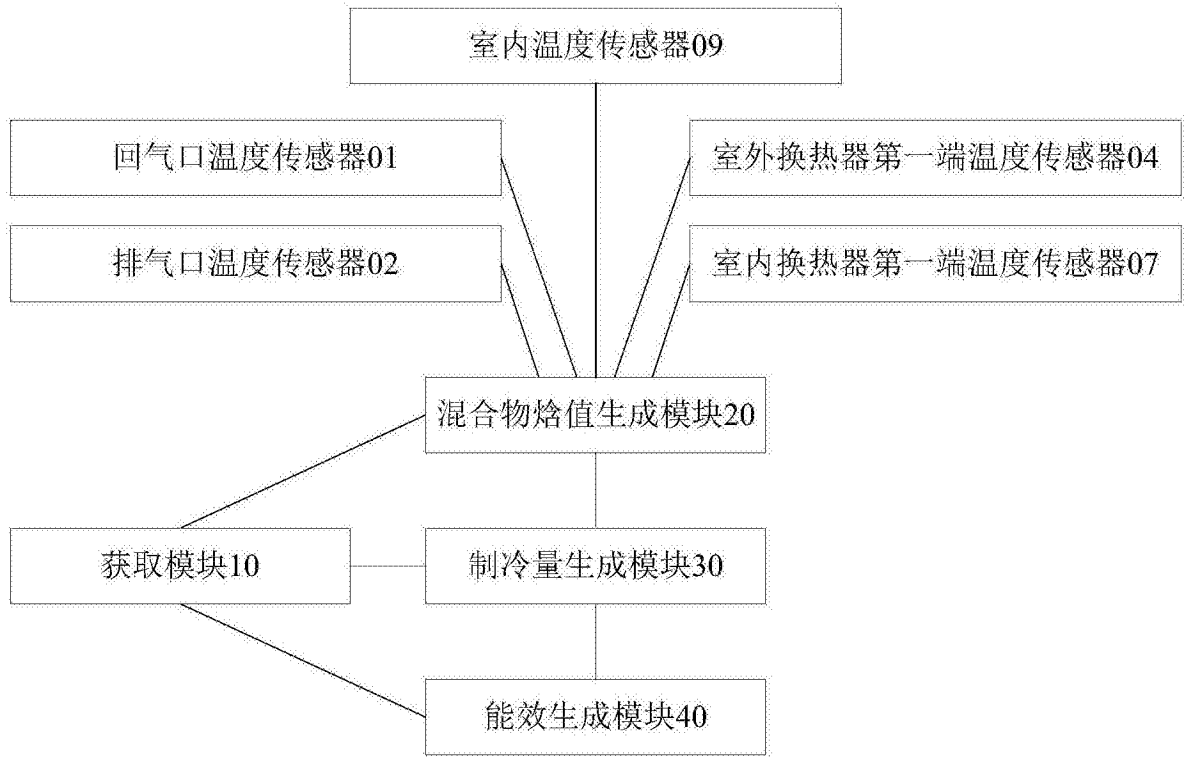 室内温度传感器09
回气口温度传感器01
室外换热器第一端温度传感器04
排气口温度传感器02
室内换热器第一端温度传感器07
混合物焓值生成模块20
获取模块10
制冷量生成模块30
能效生成模块40